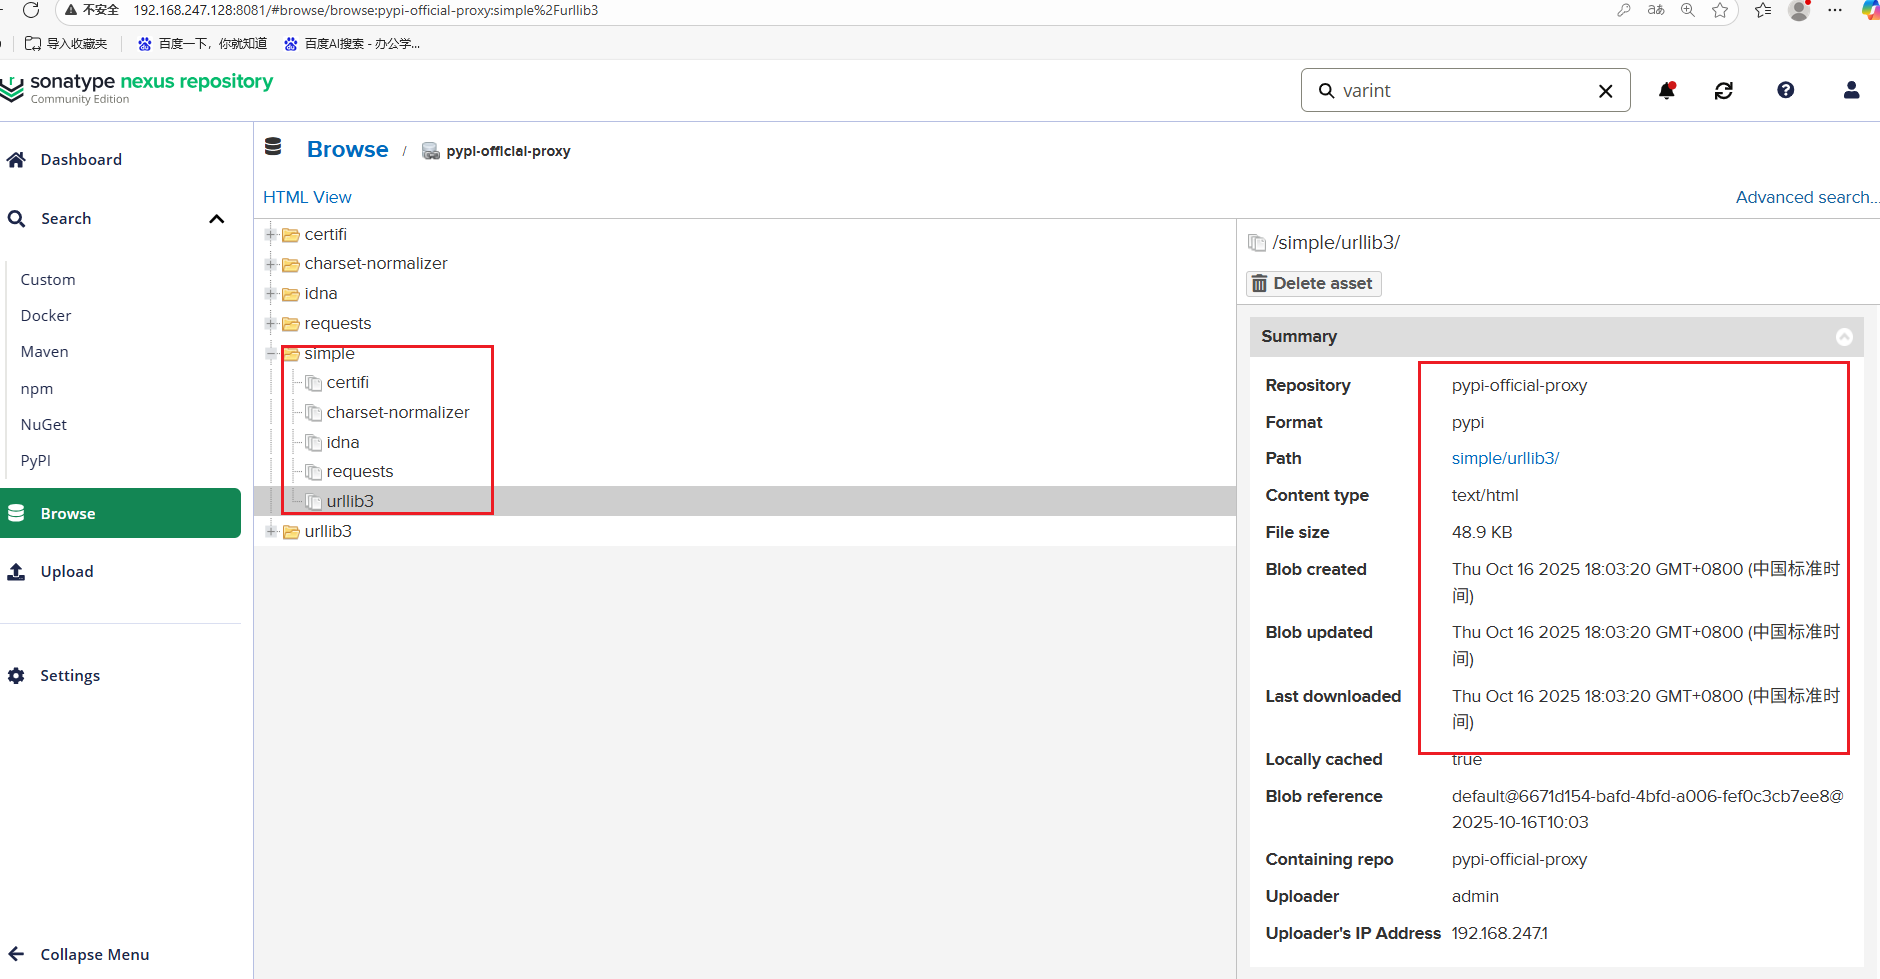 不安全 192.168.247.128:8081/#browse/browse:pypi-official-proxy:simple%2Furllib3 aあ
导入收藏夹 百度一下，你就知道 百度AI搜索 - 办公学...
sonatype nexus repository
Community Edition
varint
Dashboard
Search
Custom
Docker
Maven
npm
NuGet
PyPI
Browse
Upload
Settings
Collapse Menu
Browse / pypi-official-proxy
HTML View
Advanced search...
certifi
charset-normalizer
idna
requests
simple
certifi
charset-normalizer
idna
requests
urllib3
urllib3
/simple/urllib3/
Delete asset
Summary
Repository pypi-official-proxy
Format pypi
Path simple/urllib3/
Content type text/html
File size 48.9 KB
Blob created Thu Oct 16 2025 18:03:20 GMT+0800 (中国标准时
间)
Blob updated Thu Oct 16 2025 18:03:20 GMT+0800 (中国标准时
间)
Last downloaded Thu Oct 16 2025 18:03:20 GMT+0800 (中国标准时
间)
Locally cached true
Blob reference default@6671d154-bafd-4bfd-a006-fef0c3cb7ee8@
2025-10-16T10:03
Containing repo pypi-official-proxy
Uploader admin
Uploader's IP Address 192.168.247.1